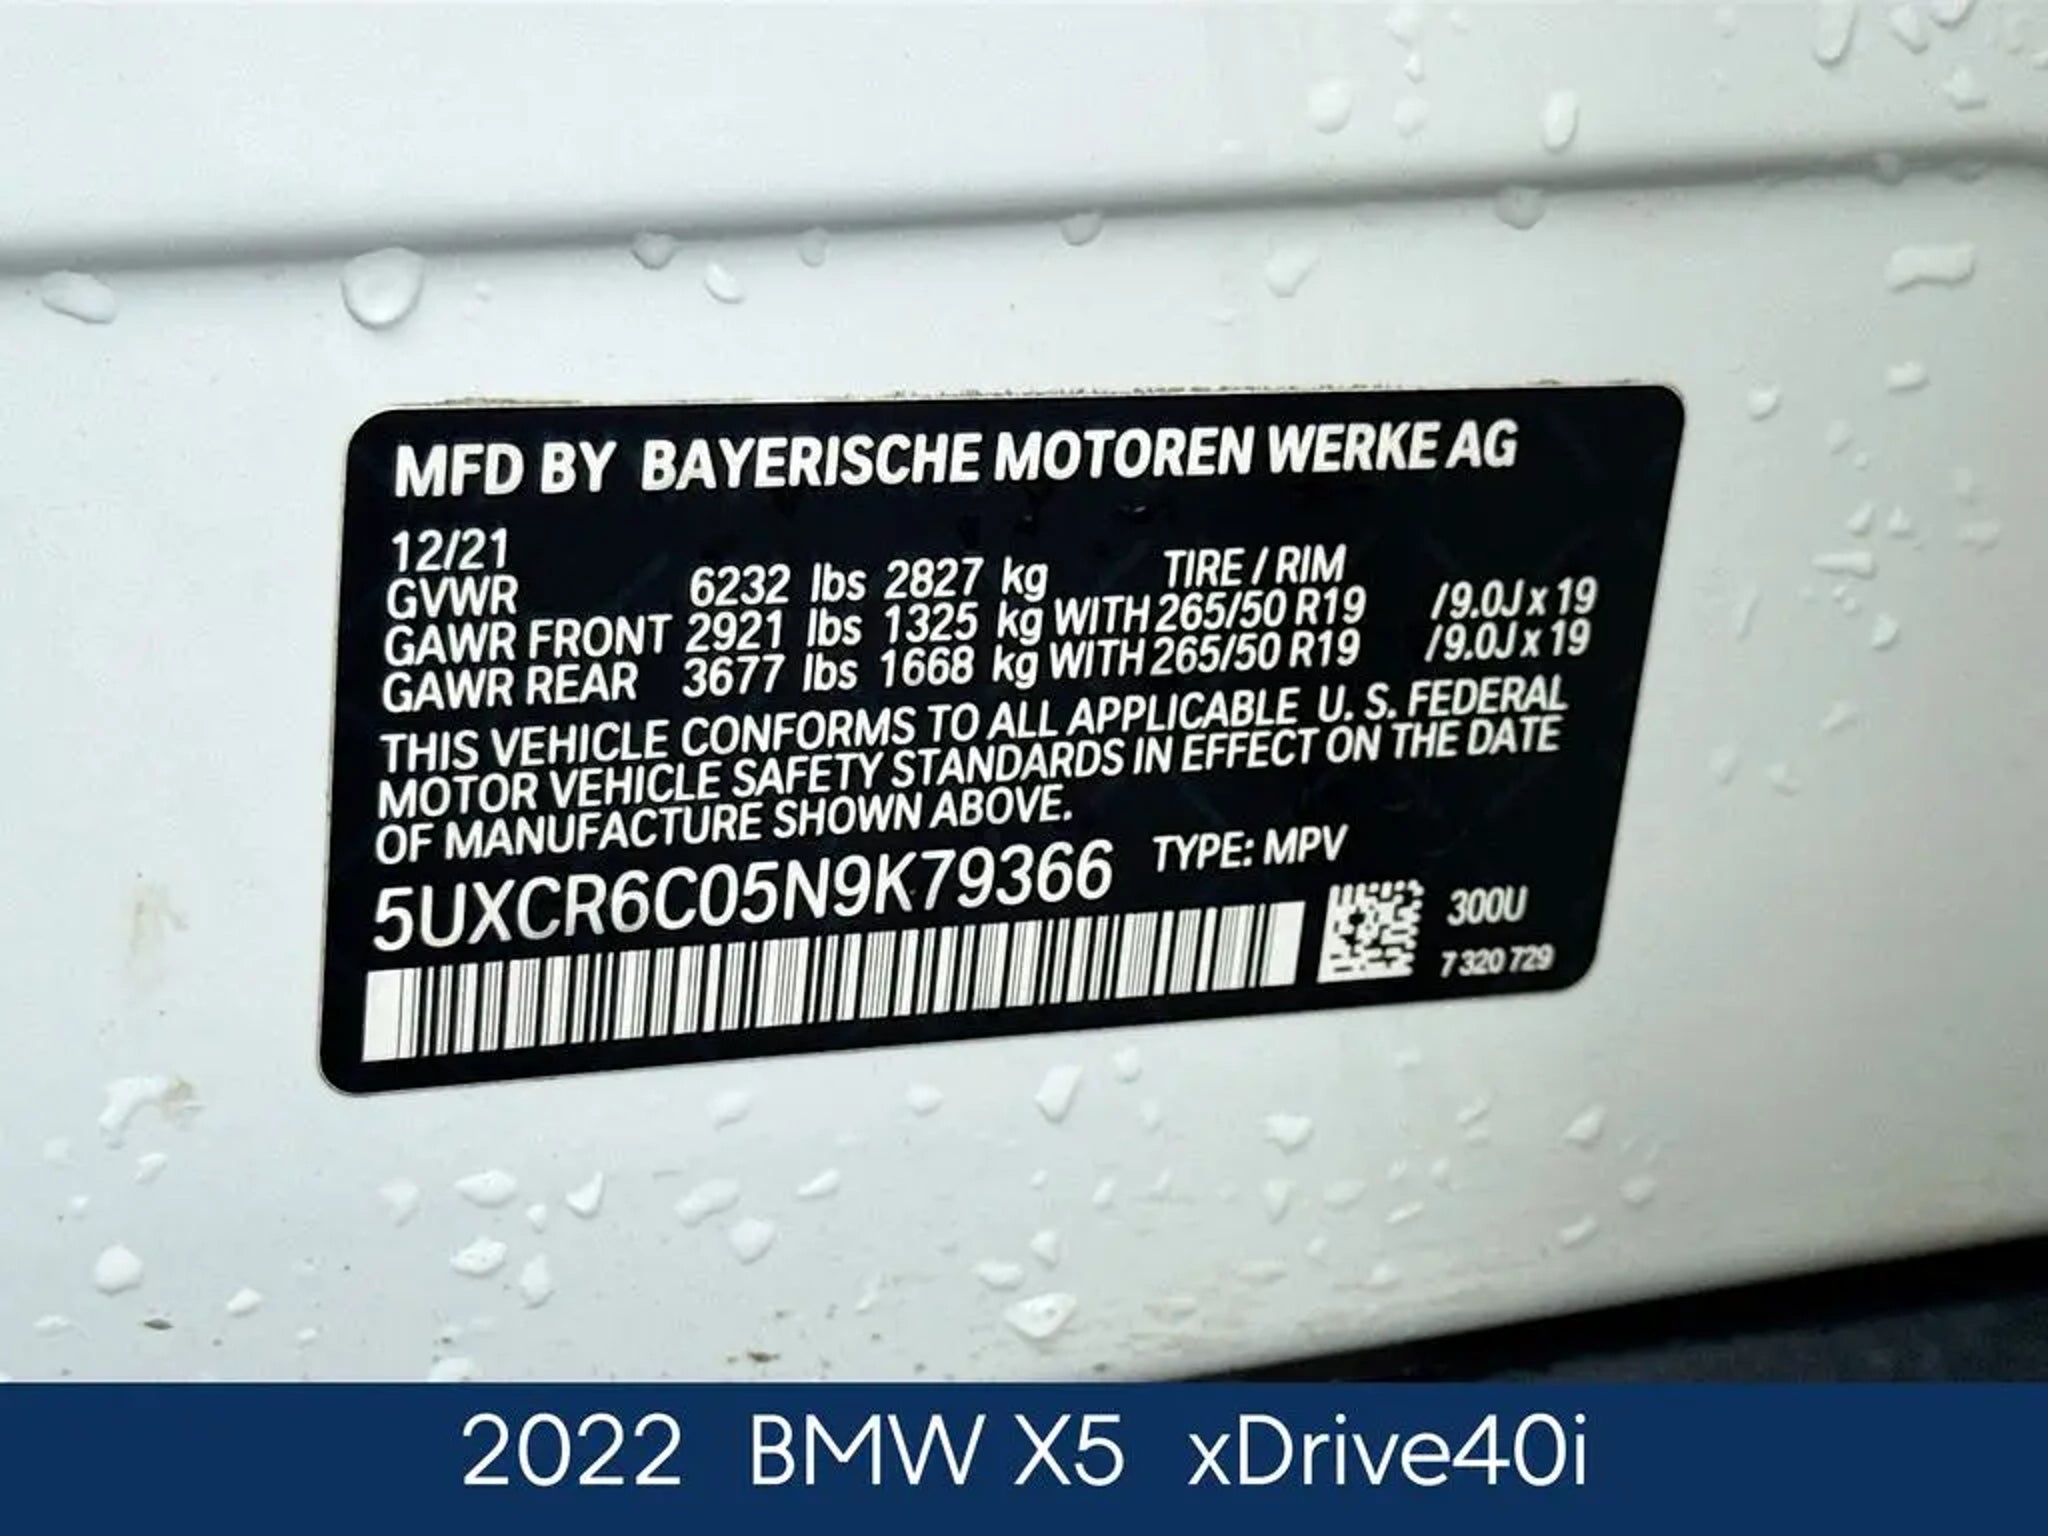 MFD BY BAYERISCHE MOTOREN WERKE AG
12/21 TIRE / RIM
GVWR 6232 lbs 2827 kg
GAWR FRONT 2921 lbs 1325 kg WITH 265/50 R19 /9.0J x 19
GAWR REAR 3677 lbs 1668 kg WITH 265/50 R19 /9.0J x 19
THIS VEHICLE CONFORMS TO ALL APPLICABLE U. S. FEDERAL
MOTOR VEHICLE SAFETY STANDARDS IN EFFECT ON THE DATE
OF MANUFACTURE SHOWN ABOVE.
5UXCR6C05N9K79366 TYPE: MPV
300U
7 320 729
2022 BMW X5 xDrive40i